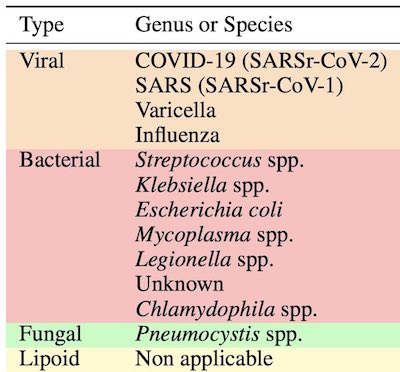 Type Genus or Species
Viral COVID-19 (SARSr-CoV-2)
SARS (SARSr-CoV-1)
Varicella
Influenza
Bacterial Streptococcus spp.
Klebsiella spp.
Escherichia coli
Mycoplasma spp.
Legionella spp.
Unknown
Chlamydophila spp.
Fungal Pneumocystis spp.
Lipoid Non applicable